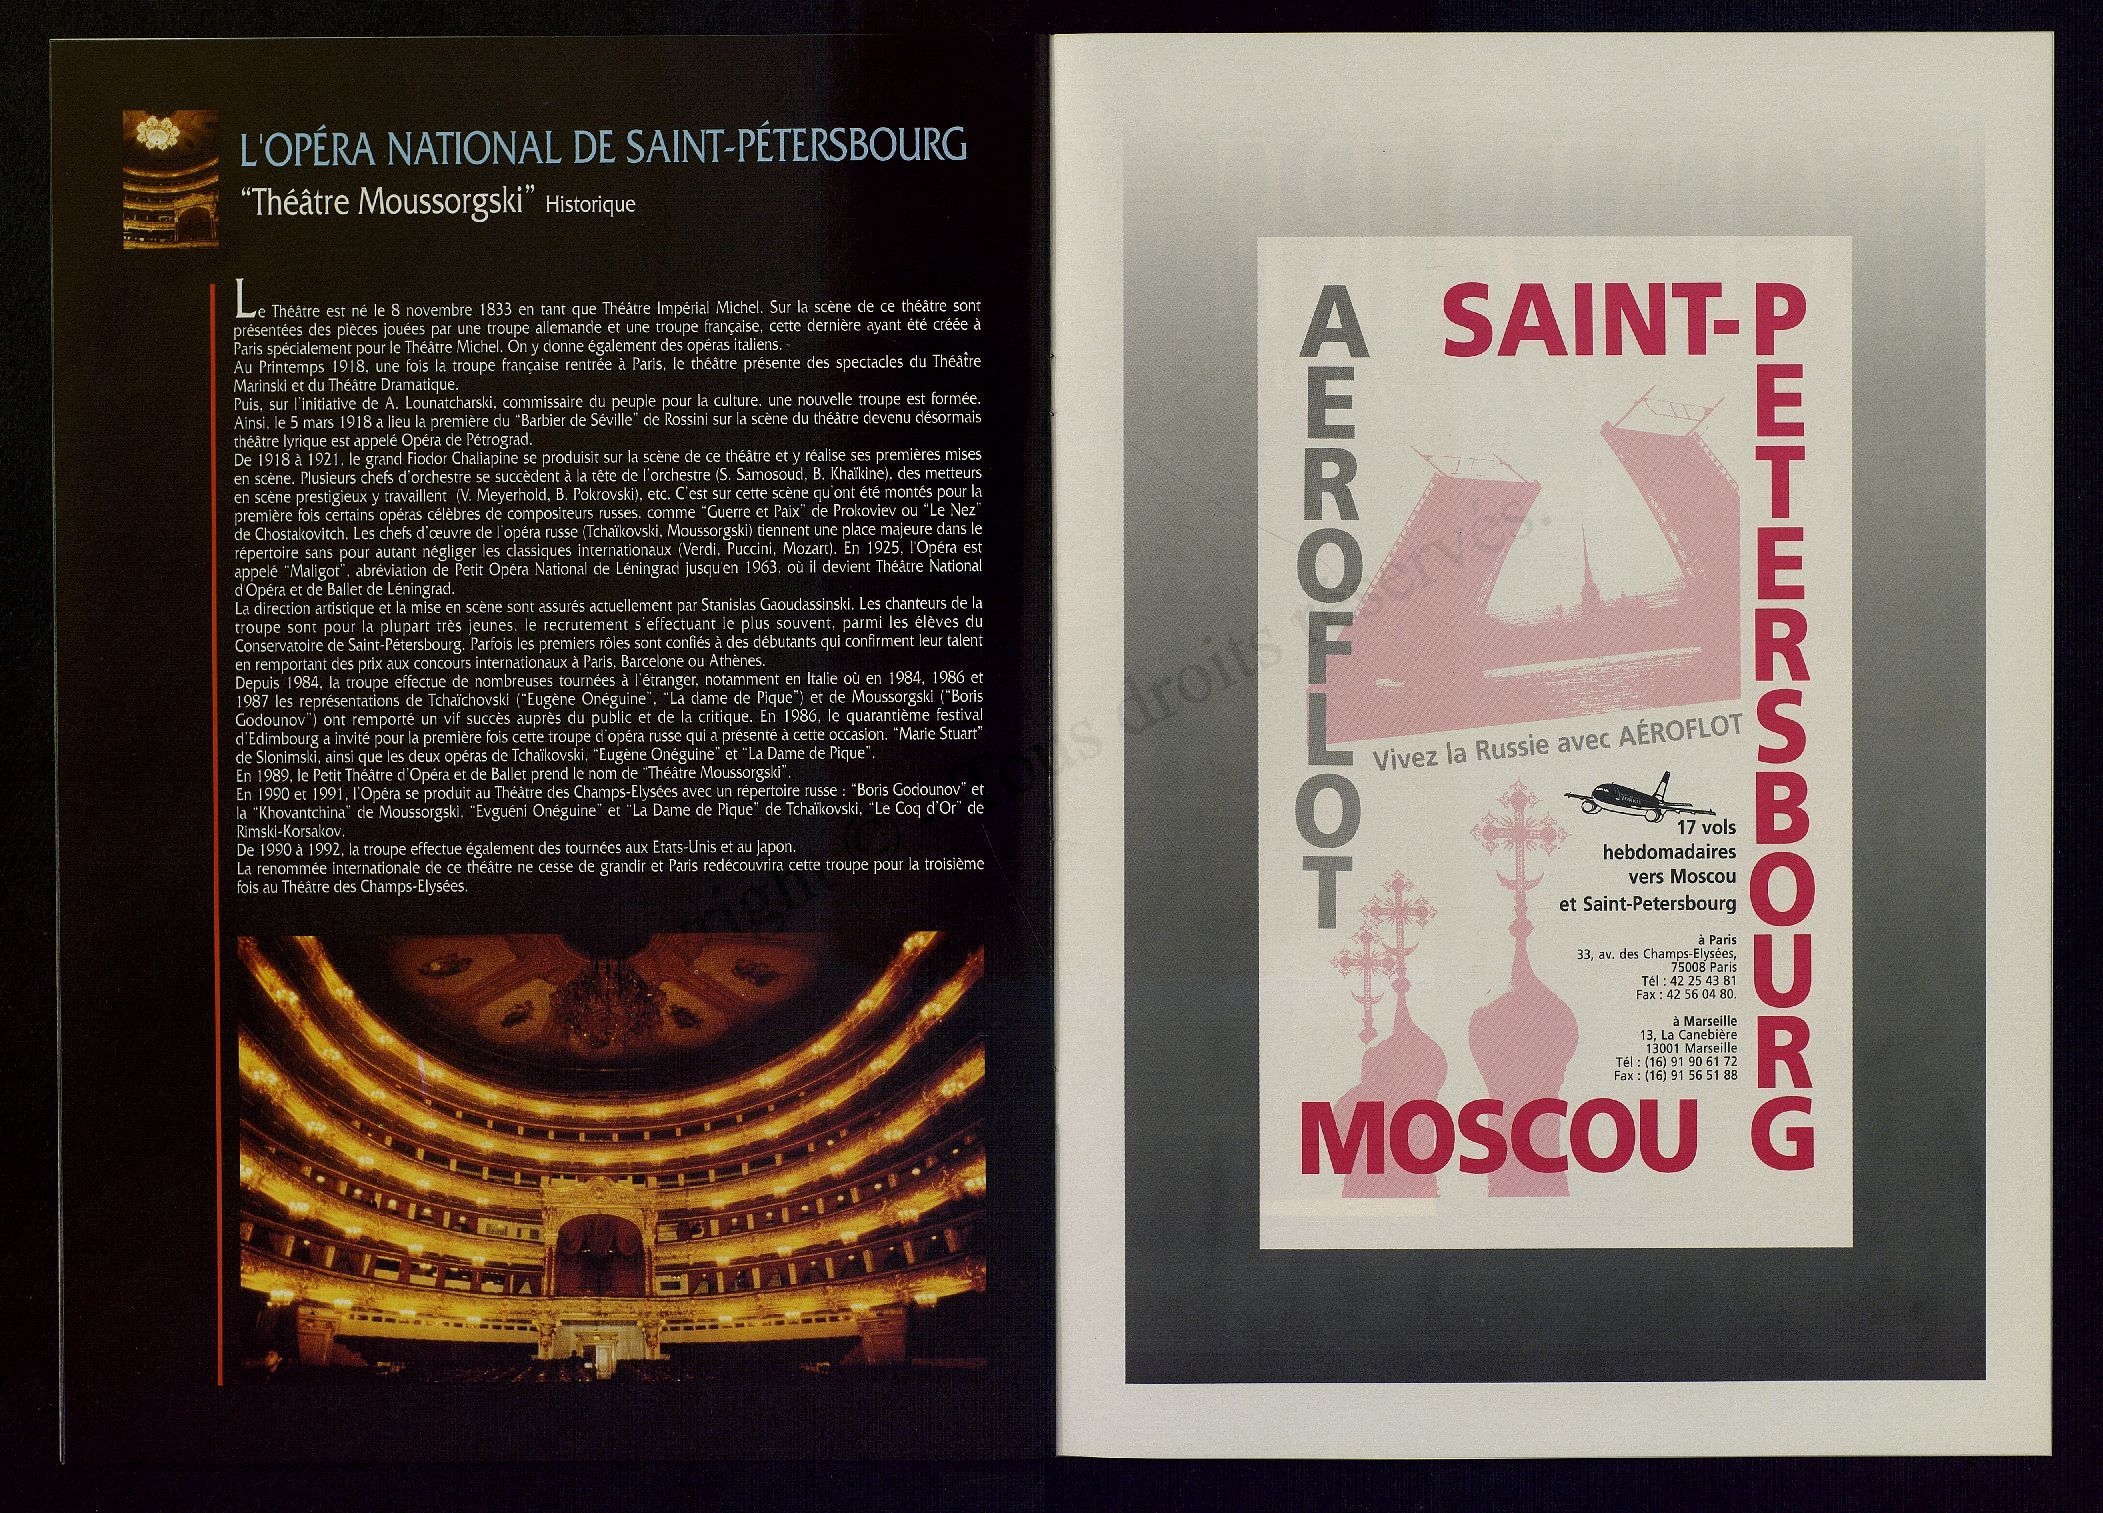 L'OPÉRA NATIONAL DE SAINT-PÉTERSBOURG
“Théâtre Moussorgski” Historique
Le Théâtre est né le 8 novembre 1833 en tant que Théâtre Impérial Michel. Sur la scène de ce théâtre sont
présentées des pièces jouées par une troupe allemande et une troupe française, cette dernière ayant été créée à
Paris spécialement pour le Théâtre Michel. On y donne également des opéras italiens.
Au Printemps 1918, une fois la troupe française rentrée à Paris, le théâtre présente des spectacles du Théâtre
Marinski et du Théâtre Dramatique.
Puis, sur l'initiative de A. Lounatcharski, commissaire du peuple pour la culture, une nouvelle troupe est formée.
Ainsi, le 5 mars 1918 a lieu la première du “Barbier de Séville” de Rossini sur la scène du théâtre devenu désormais
théâtre lyrique est appelé Opéra de Pétrograd.
De 1918 à 1921, le grand Fiodor Chaliapine se produisit sur la scène de ce théâtre et y réalise ses premières mises
en scène. Plusieurs chefs d'orchestre se succèdent à la tête de l'orchestre (S. Samosoud, B. Khaïkine), des metteurs
en scène prestigieux y travaillent (V. Meyerhold, B. Pokrovski), etc. C'est sur cette scène qu'ont été montés pour la
première fois certains opéras célèbres de compositeurs russes, comme “Guerre et Paix” de Prokoviev ou “Le Nez”
de Chostakovitch. Les chefs d'œuvre de l'opéra russe (Tchaïkovski, Moussorgski) tiennent une place majeure dans le
répertoire sans pour autant négliger les classiques internationaux (Verdi, Puccini, Mozart). En 1925, l'Opéra est
appelé “Maligot”, abréviation de Petit Opéra National de Léningrad jusqu'en 1963, où il devient Théâtre National
d'Opéra et de Ballet de Léningrad.
La direction artistique et la mise en scène sont assurés actuellement par Stanislas Gaoudassinski. Les chanteurs de la
troupe sont pour la plupart très jeunes, le recrutement s'effectuant le plus souvent, parmi les élèves du
Conservatoire de Saint-Pétersbourg. Parfois les premiers rôles sont confiés à des débutants qui confirment leur talent
en remportant des prix aux concours internationaux à Paris, Barcelone ou Athènes.
Depuis 1984, la troupe effectue de nombreuses tournées à l'étranger, notamment en Italie où en 1984, 1986 et
1987 les représentations de Tchaïchovski (“Eugène Onéguine”, “La dame de Pique”) et de Moussorgski (“Boris
Godounov”) ont remporté un vif succès auprès du public et de la critique. En 1986, le quarantième festival
d'Edimbourg a invité pour la première fois cette troupe d'opéra russe qui a présenté à cette occasion, “Marie Stuart”
de Slonimski, ainsi que les deux opéras de Tchaïkovski, “Eugène Onéguine” et “La Dame de Pique”.
En 1989, le Petit Théâtre d'Opéra et de Ballet prend le nom de “Théâtre Moussorgski”.
En 1990 et 1991, l'Opéra se produit au Théâtre des Champs-Elysées avec un répertoire russe : “Boris Godounov” et
la “Khovantchina” de Moussorgski, “Evguéni Onéguine” et “La Dame de Pique” de Tchaïkovski, “Le Coq d'Or” de
Rimski-Korsakov.
De 1990 à 1992, la troupe effectue également des tournées aux Etats-Unis et au Japon.
La renommée internationale de ce théâtre ne cesse de grandir et Paris redécouvrira cette troupe pour la troisième
fois au Théâtre des Champs-Elysées.
AEROFLOT
SAINT-PETERSBOURG
Vivez la Russie avec AÉROFLOT
17 vols
hebdomadaires
vers Moscou
et Saint-Petersbourg
à Paris
33, av. des Champs-Elysées,
75008 Paris
Tél : 42 25 43 81
Fax : 42 56 04 80.
à Marseille
13, La Canebière
13001 Marseille
Tél : (16) 91 90 61 72
Fax : (16) 91 56 51 88
MOSCOU
droits réservés.